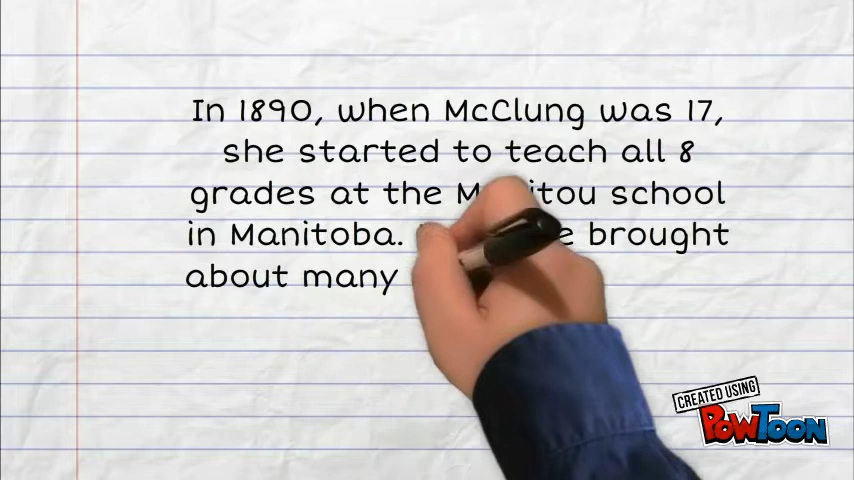 In 1890, when McClung was 17,
she started to teach all 8
grades at the school
in Manitoba. brought
about many
CREATED USING
POWTOON